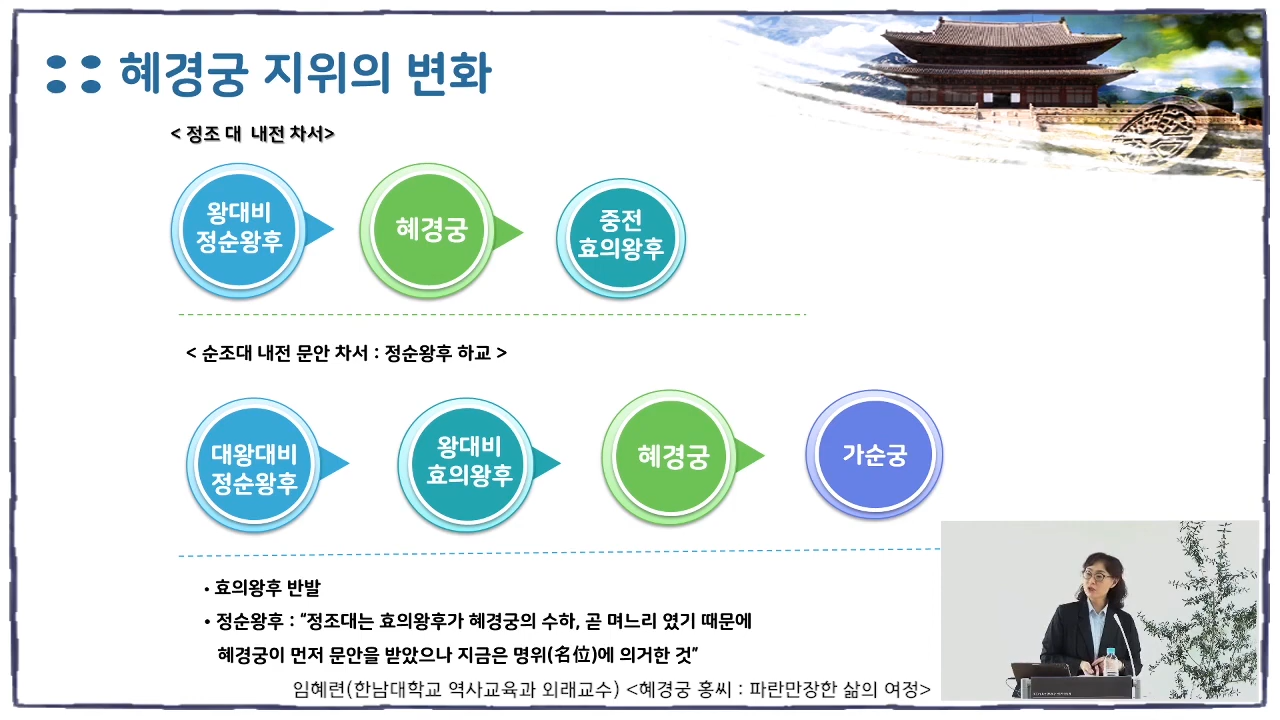 혜경궁 지위의 변화
< 정조 대 내전 차서>
왕대비
정순왕후
혜경궁
중전
효의왕후
< 순조대 내전 문안 차서 : 정순왕후 하교 >
대왕대비
정순왕후
왕대비
효의왕후
혜경궁
가순궁
• 효의왕후 반발
• 정순왕후 : “정조대는 효의왕후가 혜경궁의 수하, 곧 며느리 였기 때문에
혜경궁이 먼저 문안을 받았으나 지금은 명위(名位)에 의거한 것”
임혜련(한남대학교 역사교육과 외래교수) <혜경궁 홍씨 : 파란만장한 삶의 여정>